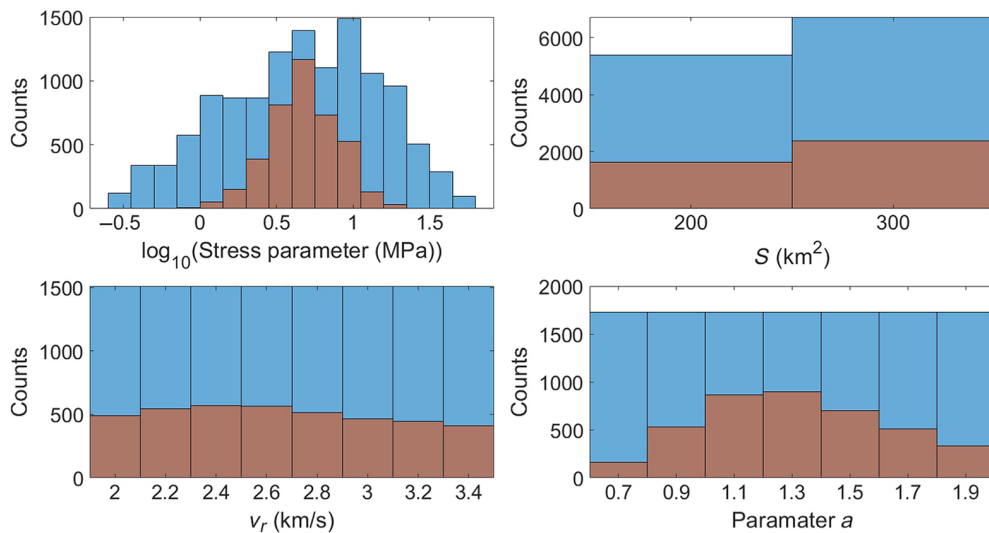 1500
1000
500
0
Counts
–0.5 0 0.5 1 1.5
log10(Stress parameter (MPa))
6000
4000
2000
0
Counts
200 300
S (km2)
1500
1000
500
0
Counts
2 2.2 2.4 2.6 2.8 3 3.2 3.4
vr (km/s)
2000
1500
1000
500
0
Counts
0.7 0.9 1.1 1.3 1.5 1.7 1.9
Paramater a